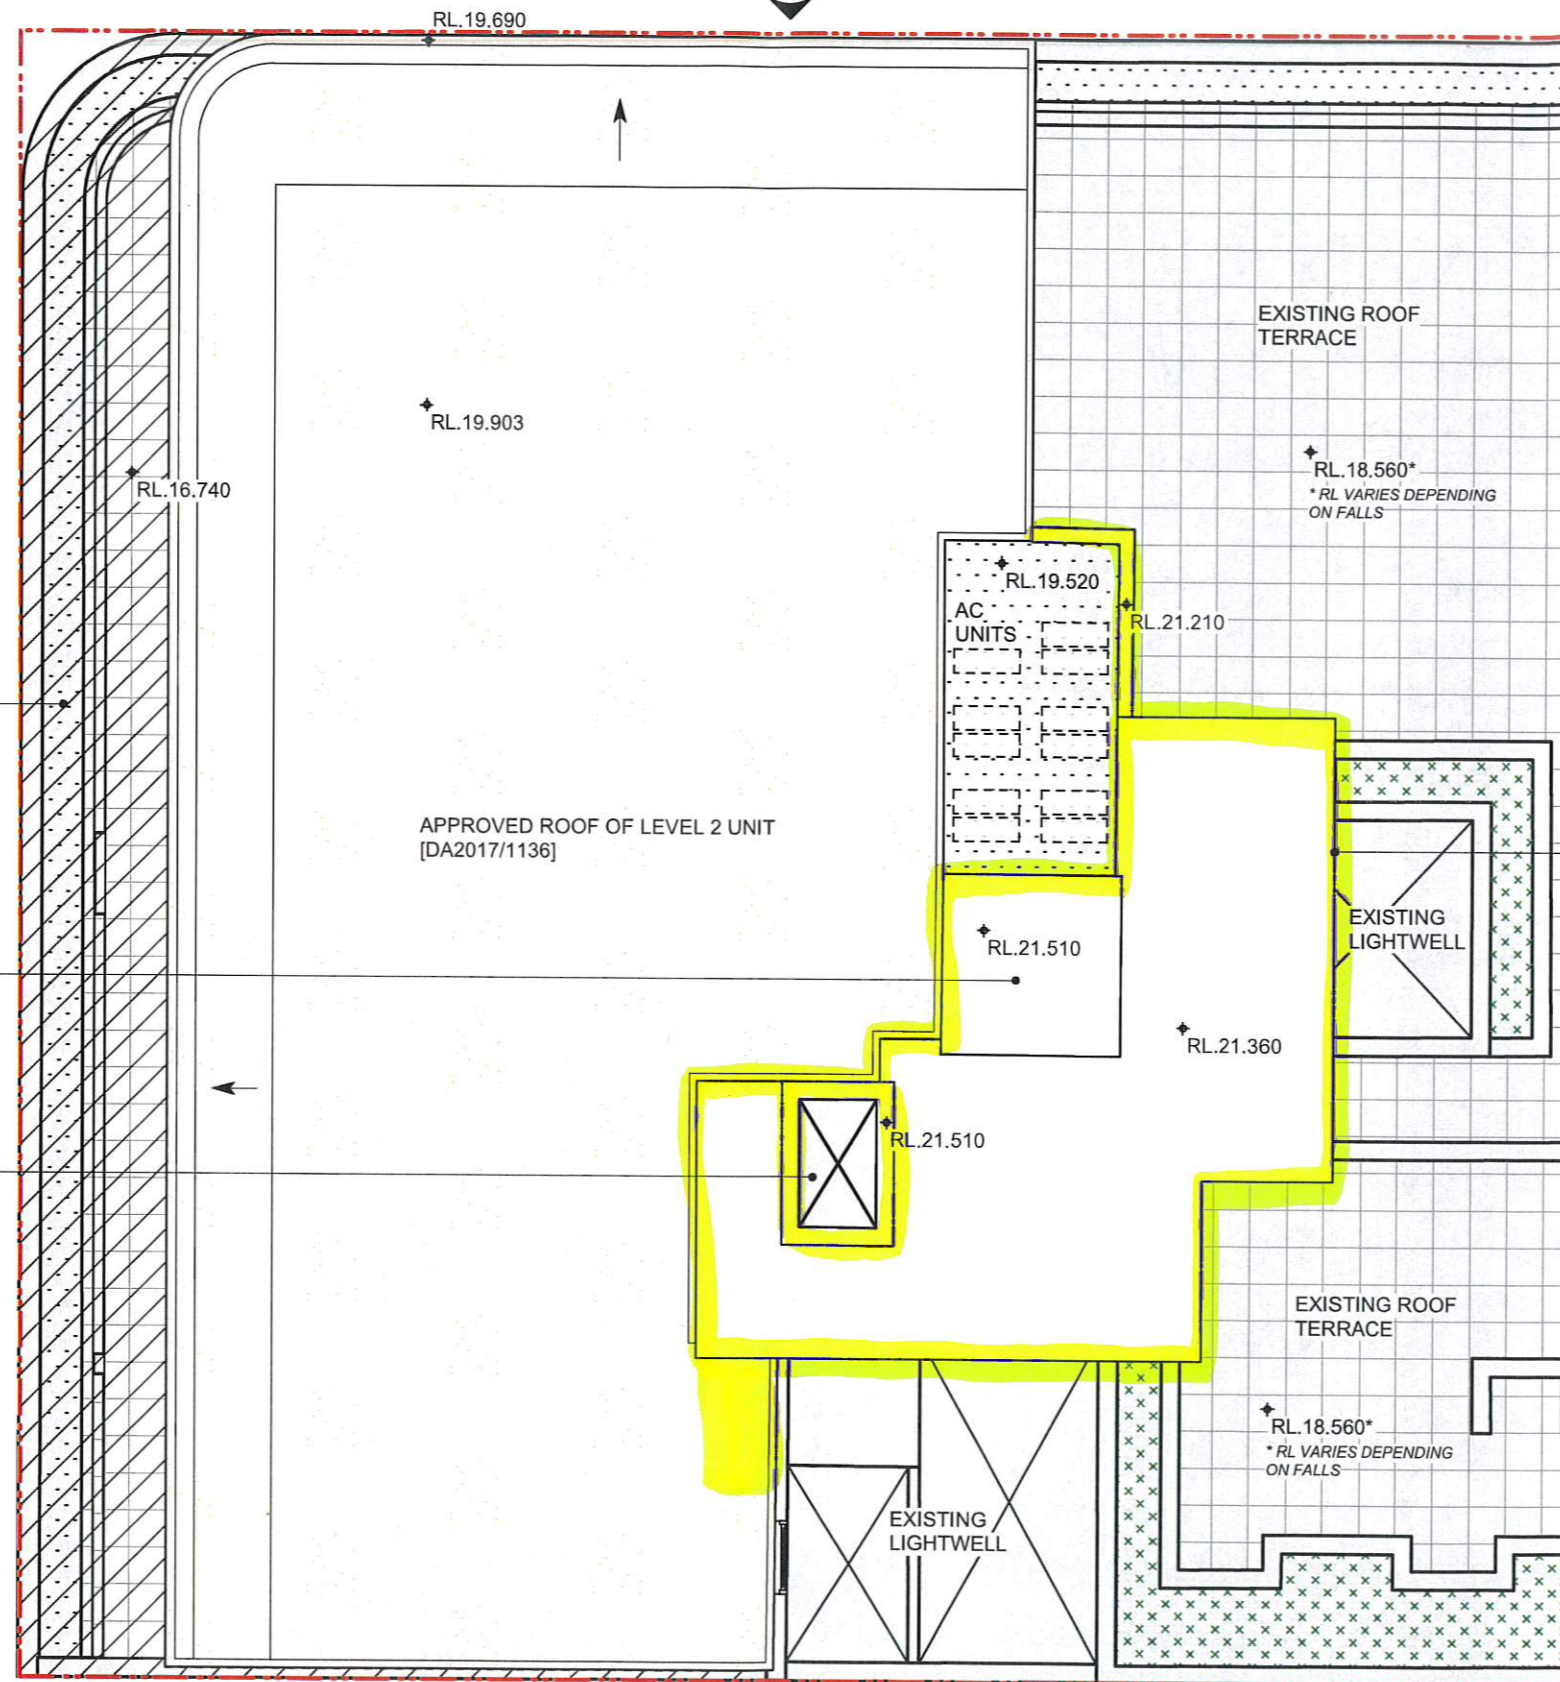 RL.19.690
EXISTING ROOF
TERRACE
RL.19.903
RL.18.560*
* RL VARIES DEPENDING
ON FALLS
RL.16.740
RL.19.520
AC
UNITS
RL.21.210
APPROVED ROOF OF LEVEL 2 UNIT
[DA2017/1136]
EXISTING
LIGHTWELL
RL.21.510
RL.21.360
RL.21.510
EXISTING ROOF
TERRACE
RL.18.560*
* RL VARIES DEPENDING
ON FALLS
EXISTING
LIGHTWELL